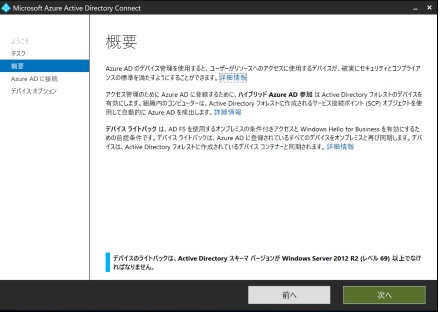 Microsoft Azure Active Directory Connect
ようこそ
タスク
概要
Azure AD に接続
デバイス オプション
概要
Azure AD のデバイス管理を使用すると、ユーザーがリソースへのアクセスに使用するデバイスが、確実にセキュリティとコンプライア
ンスの標準を満たすようにすることができます。詳細情報
アクセス管理のために Azure AD に登録するために、ハイブリッド Azure AD 参加 は Active Directory フォレストのデバイスを
有効にします。組織内のコンピューターは、Active Directory フォレストに作成されるサービス接続ポイント (SCP) オブジェクトを使
用して自動的に Azure AD を検出します。詳細情報
デバイス ライトバック は、AD FS を使用するオンプレミスの条件付きアクセスと Windows Hello for Business を有効にするた
めの前提条件です。デバイス ライトバックは、Azure AD に登録されているすべてのデバイスをオンプレミスと再び同期します。デバ
イスは、Active Directory フォレストに作成されているデバイス コンテナーと同期されます。詳細情報
デバイスのライトバックは、Active Directory スキーマ バージョンが Windows Server 2012 R2 (レベル 69) 以上でなけ
ればなりません。
前へ
次へ